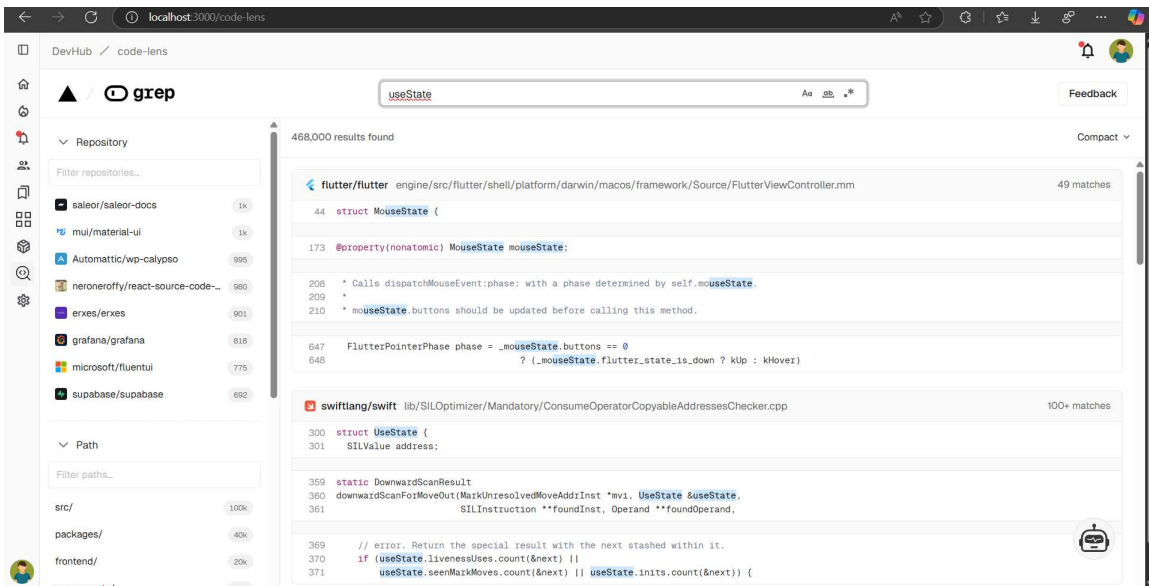 localhost:3000/code-lens
DevHub / code-lens
grep
useState
Aa ab .*
Feedback
Repository
468,000 results found
Compact
Filter repositories...
flutter/flutter engine/src/flutter/shell/platform/darwin/macos/framework/Source/FlutterViewController.mm 49 matches
saleor/saleor-docs 1k
mui/material-ui 1k
Automattic/wp-calypso 995
neroneroffy/react-source-code-... 980
erxes/erxes 901
grafana/grafana 818
microsoft/fluentui 775
supabase/supabase 692
Path
Filter paths...
src/ 100k
packages/ 40k
frontend/ 20k
44 struct MouseState {
173 @property(nonatomic) MouseState mouseState;
208 * Calls dispatchMouseEvent:phase: with a phase determined by self.mouseState.
209 *
210 * mouseState.buttons should be updated before calling this method.
647 FlutterPointerPhase phase = _mouseState.buttons == 0
648 ? (_mouseState.flutter_state_is_down ? kUp : kHover)
swiftlang/swift lib/SILOptimizer/Mandatory/ConsumeOperatorCopyableAddressesChecker.cpp 100+ matches
300 struct UseState {
301 SILValue address;
359 static DownwardScanResult
360 downwardScanForMoveOut(MarkUnresolvedMoveAddrInst *mvi, UseState &useState,
361 SILInstruction **foundInst, Operand **foundOperand,
369 // error. Return the special result with the next stashed within it.
370 if (useState.livenessUses.count(&next) ||
371 useState.seenMarkMoves.count(&next) || useState.inits.count(&next)) {